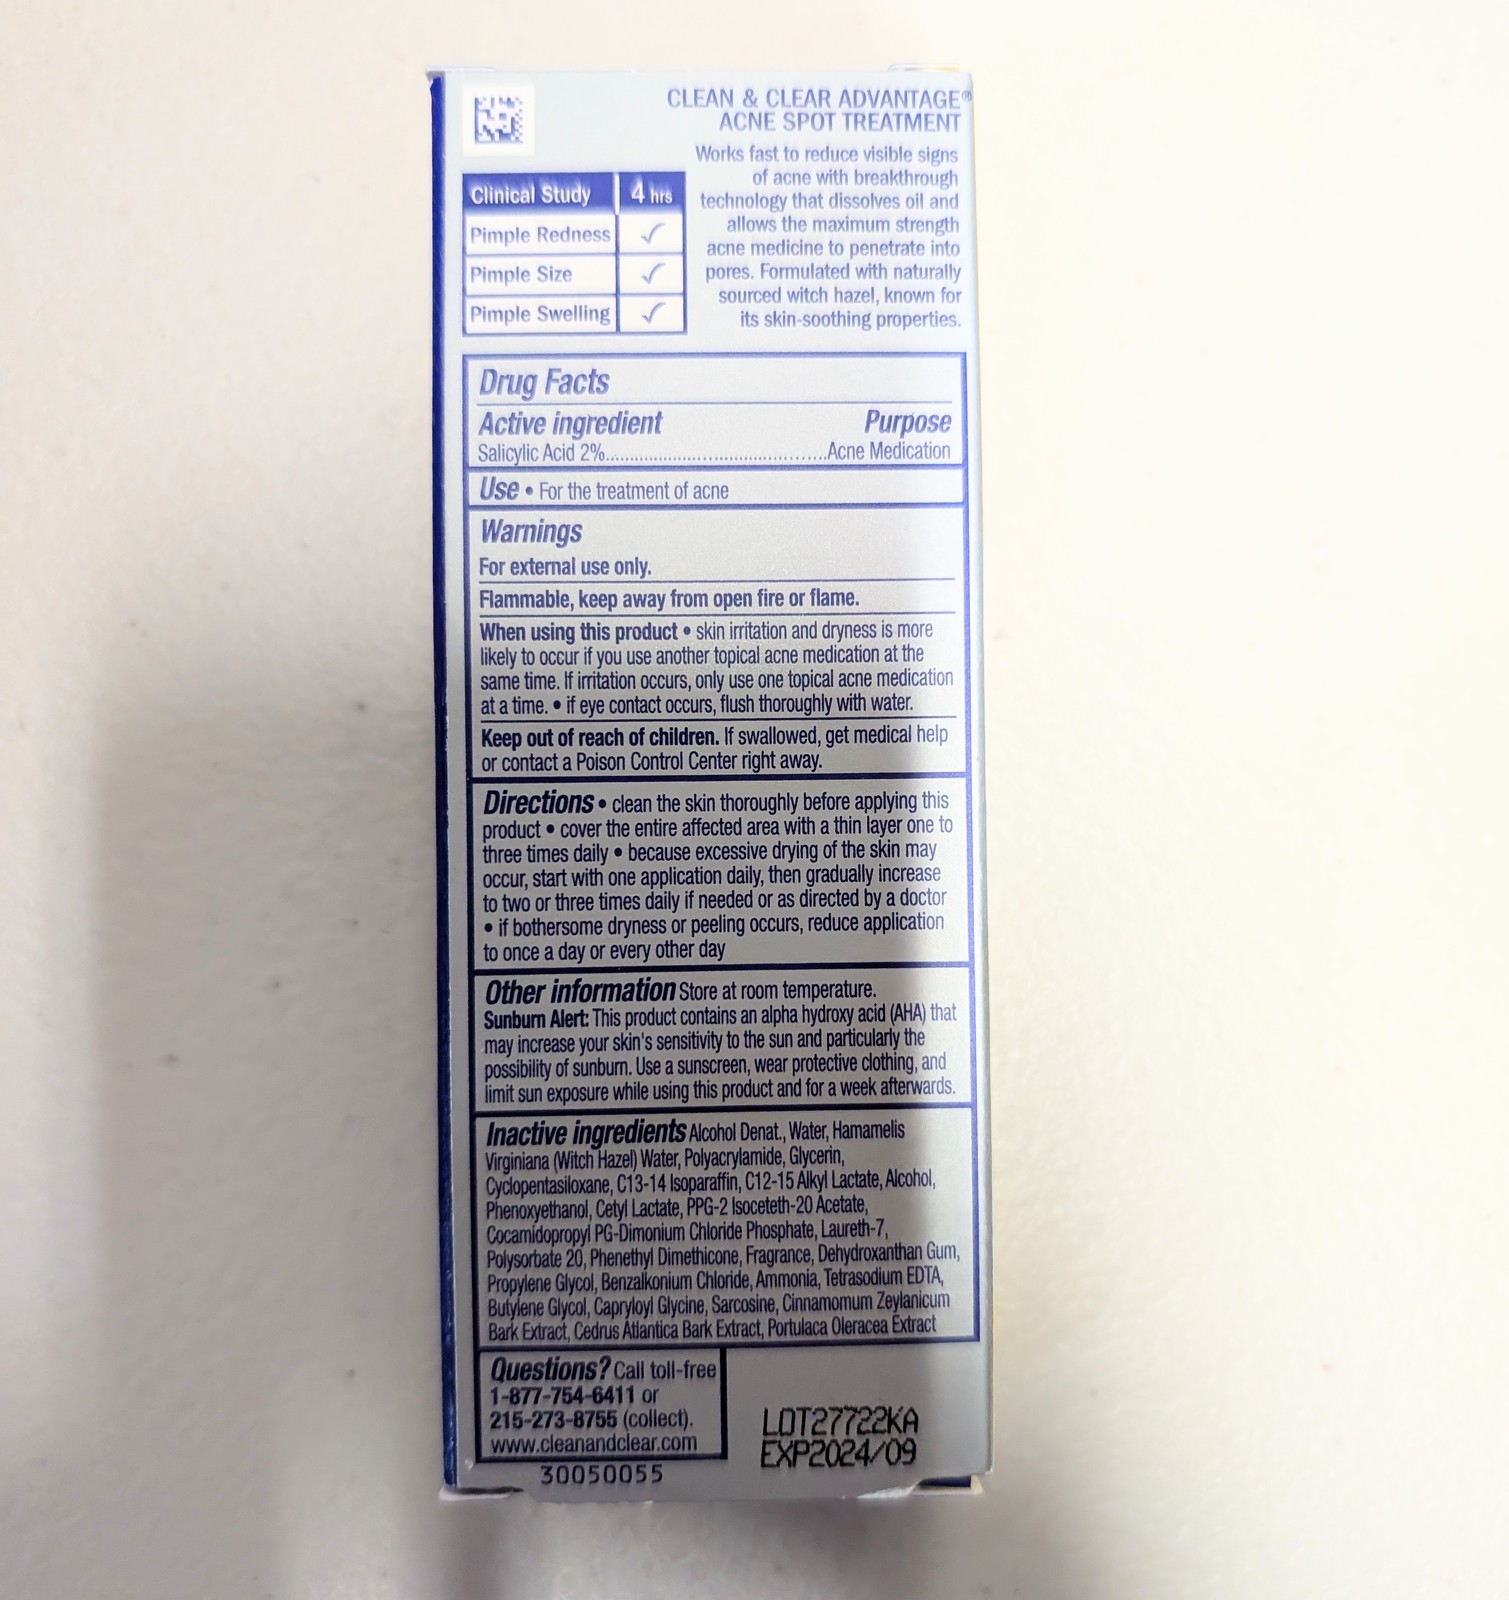 CLEAN & CLEAR ADVANTAGE®
ACNE SPOT TREATMENT
Works fast to reduce visible signs
of acne with breakthrough
technology that dissolves oil and
allows the maximum strength
acne medicine to penetrate into
pores. Formulated with naturally
sourced witch hazel, known for
its skin-soothing properties.
Clinical Study 4 hrs
Pimple Redness ✓
Pimple Size ✓
Pimple Swelling ✓
Drug Facts
Active ingredient Purpose
Salicylic Acid 2%..........................................Acne Medication
Use • For the treatment of acne
Warnings
For external use only.
Flammable, keep away from open fire or flame.
When using this product • skin irritation and dryness is more
likely to occur if you use another topical acne medication at the
same time. If irritation occurs, only use one topical acne medication
at a time. • if eye contact occurs, flush thoroughly with water.
Keep out of reach of children. If swallowed, get medical help
or contact a Poison Control Center right away.
Directions • clean the skin thoroughly before applying this
product • cover the entire affected area with a thin layer one to
three times daily • because excessive drying of the skin may
occur, start with one application daily, then gradually increase
to two or three times daily if needed or as directed by a doctor
• if bothersome dryness or peeling occurs, reduce application
to once a day or every other day
Other information Store at room temperature.
Sunburn Alert: This product contains an alpha hydroxy acid (AHA) that
may increase your skin's sensitivity to the sun and particularly the
possibility of sunburn. Use a sunscreen, wear protective clothing, and
limit sun exposure while using this product and for a week afterwards.
Inactive ingredients Alcohol Denat., Water, Hamamelis
Virginiana (Witch Hazel) Water, Polyacrylamide, Glycerin,
Cyclopentasiloxane, C13-14 Isoparaffin, C12-15 Alkyl Lactate, Alcohol,
Phenoxyethanol, Cetyl Lactate, PPG-2 Isoceteth-20 Acetate,
Cocamidopropyl PG-Dimonium Chloride Phosphate, Laureth-7,
Polysorbate 20, Phenethyl Dimethicone, Fragrance, Dehydroxanthan Gum,
Propylene Glycol, Benzalkonium Chloride, Ammonia, Tetrasodium EDTA,
Butylene Glycol, Capryloyl Glycine, Sarcosine, Cinnamomum Zeylanicum
Bark Extract, Cedrus Atlantica Bark Extract, Portulaca Oleracea Extract
Questions? Call toll-free
1-877-754-6411 or
215-273-8755 (collect).
www.cleanandclear.com
30050055
LOT27722KA
EXP2024/09